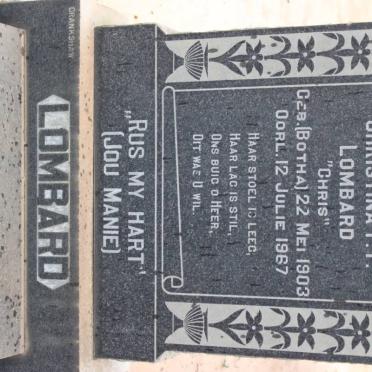 LOMBARD
"CHRIS"
GEB. (BOTHA) 22 MEI 1903
OORL. 12 JULIE 1967
HAAR STOEL IS LEEG,
HAAR LAG IS STIL,
ONS BUIG O HEER,
DIT WAS U WIL.
„RUS MY HART"
(JOU MANIE)
LOMBARD
CRANKSHAW